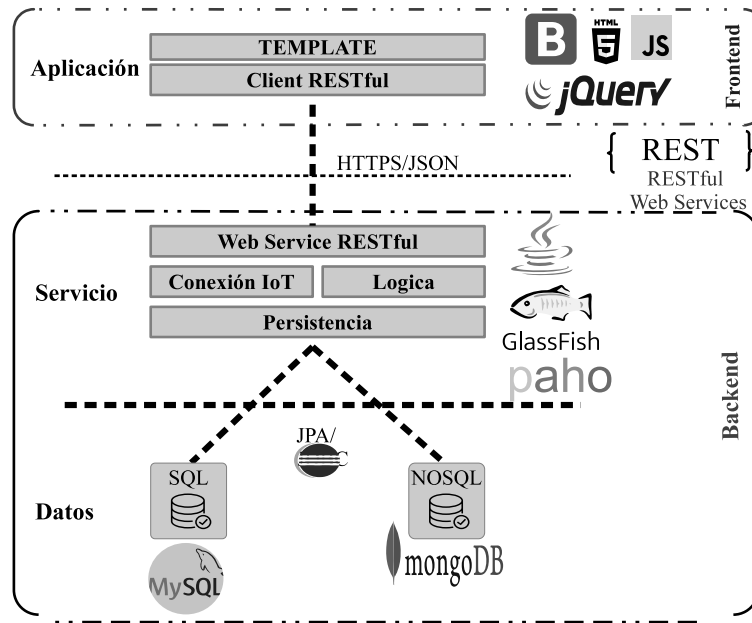 TEMPLATE
Aplicación
Client RESTful
B
HTML
5
JS
jQuery
Frontend
HTTPS/JSON
{ REST }
RESTful
Web Services
Web Service RESTful
Conexión IoT
Logica
Servicio
Persistencia
GlassFish
paho
Backend
JPA/
SQL
NOSQL
Datos
MySQL
mongoDB